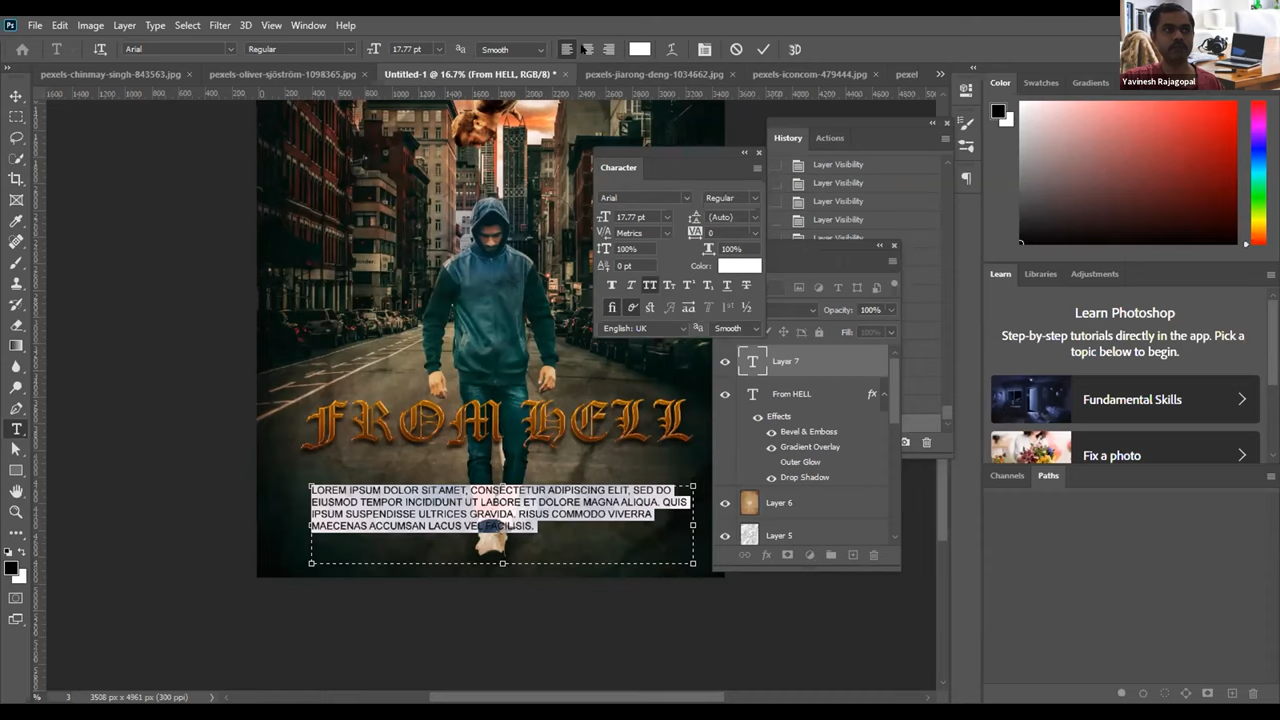 Ps File Edit Image Layer Type Select Filter 3D View Window Help
Arial Regular 17.77 pt Smooth 3D
Yavinesh Rajagopal
pexels-chinmay-singh-843563.jpg × pexels-oliver-sjöström-1098365.jpg × Untitled-1 @ 16.7% (From HELL, RGB/8) * × pexels-jiarong-deng-1034662.jpg × pexels-iconcom-479444.jpg × pexel
Color Swatches Gradients
History Actions
Layer Visibility
Layer Visibility
Layer Visibility
Layer Visibility
Layer Visibility
Character
Arial Regular
17.77 pt (Auto)
Metrics 0
100% 100%
0 pt Color:
English: UK Smooth
Opacity: 100%
Fill: 100%
Layer 7
From HELL fx
Effects
Bevel & Emboss
Gradient Overlay
Outer Glow
Drop Shadow
Layer 6
Layer 5
Learn Libraries Adjustments
Learn Photoshop
Step-by-step tutorials directly in the app. Pick a
topic below to begin.
Fundamental Skills
Fix a photo
Channels Paths
FROM HELL
LOREM IPSUM DOLOR SIT AMET, CONSECTETUR ADIPISCING ELIT, SED DO
EIUSMOD TEMPOR INCIDIDUNT UT LABORE ET DOLORE MAGNA ALIQUA. QUIS
IPSUM SUSPENDISSE ULTRICES GRAVIDA. RISUS COMMODO VIVERRA
MAECENAS ACCUMSAN LACUS VEL FACILISIS.
% 3 3508 px x 4961 px (300 ppi)